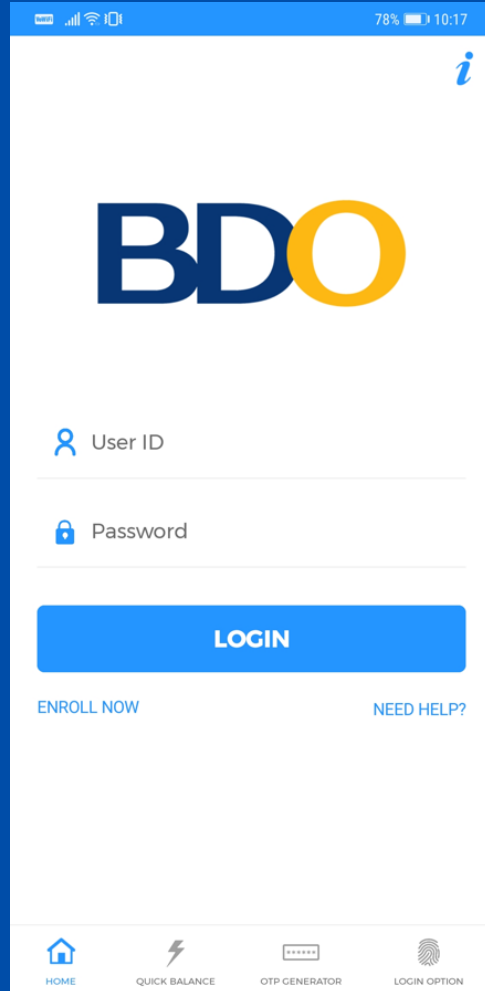 78% 10:17
i
BDO
User ID
Password
LOGIN
ENROLL NOW NEED HELP?
HOME QUICK BALANCE OTP GENERATOR LOGIN OPTION